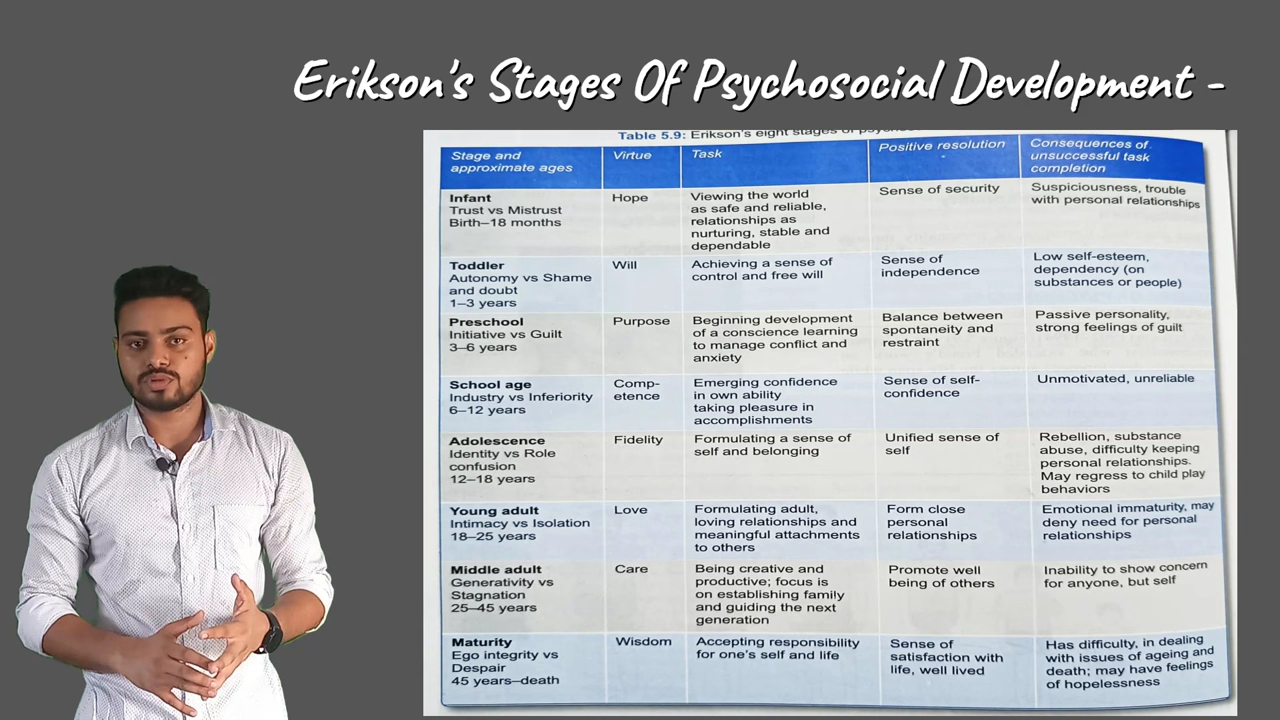 Erikson's Stages Of Psychosocial Development -
Table 5.9: Erikson's eight stages of
Stage and
approximate ages
Virtue
Task
Positive resolution
Consequences of
unsuccessful task
completion
Infant
Trust vs Mistrust
Birth–18 months
Hope
Viewing the world
as safe and reliable,
relationships as
nurturing, stable and
dependable
Sense of security
Suspiciousness, trouble
with personal relationships
Toddler
Autonomy vs Shame
and doubt
1–3 years
Will
Achieving a sense of
control and free will
Sense of
independence
Low self-esteem,
dependency (on
substances or people)
Preschool
Initiative vs Guilt
3–6 years
Purpose
Beginning development
of a conscience learning
to manage conflict and
anxiety
Balance between
spontaneity and
restraint
Passive personality,
strong feelings of guilt
School age
Industry vs Inferiority
6–12 years
Comp-
etence
Emerging confidence
in own ability
taking pleasure in
accomplishments
Sense of self-
confidence
Unmotivated, unreliable
Adolescence
Identity vs Role
confusion
12–18 years
Fidelity
Formulating a sense of
self and belonging
Unified sense of
self
Rebellion, substance
abuse, difficulty keeping
personal relationships.
May regress to child play
behaviors
Young adult
Intimacy vs Isolation
18–25 years
Love
Formulating adult,
loving relationships and
meaningful attachments
to others
Form close
personal
relationships
Emotional immaturity, may
deny need for personal
relationships
Middle adult
Generativity vs
Stagnation
25–45 years
Care
Being creative and
productive; focus is
on establishing family
and guiding the next
generation
Promote well
being of others
Inability to show concern
for anyone, but self
Maturity
Ego integrity vs
Despair
45 years–death
Wisdom
Accepting responsibility
for one's self and life
Sense of
satisfaction with
life, well lived
Has difficulty, in dealing
with issues of ageing and
death; may have feelings
of hopelessness